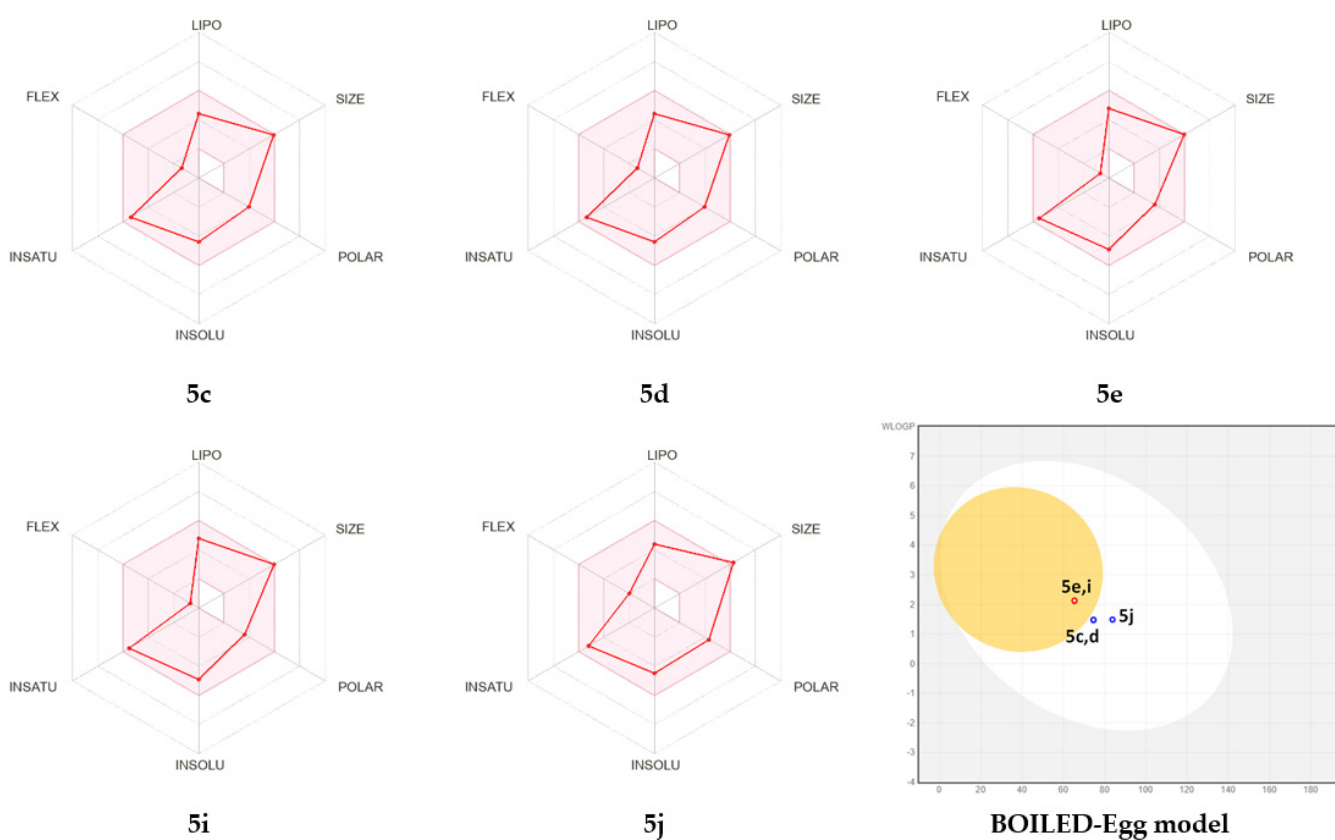 LIPO
FLEX
SIZE
INSATU
POLAR
INSOLU
5c
LIPO
FLEX
SIZE
INSATU
POLAR
INSOLU
5d
LIPO
FLEX
SIZE
INSATU
POLAR
INSOLU
5e
LIPO
FLEX
SIZE
INSATU
POLAR
INSOLU
5i
LIPO
FLEX
SIZE
INSATU
POLAR
INSOLU
5j
WLOGP
7
6
5
4
3
2
1
0
-1
-2
-3
-4
0 20 40 60 80 100 120 140 160 180
5e,i
5j
5c,d
BOILED-Egg model